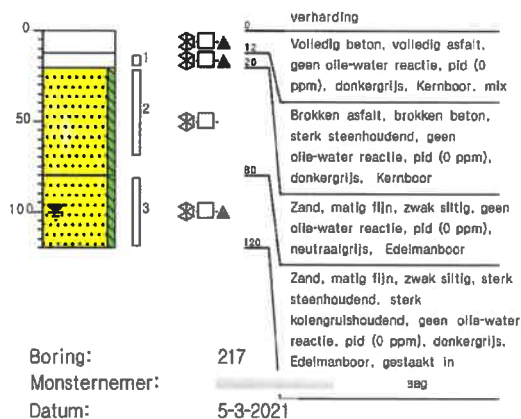 verharding
0
0
Volledig beton, volledig asfalt,
geen olie-water reactie, pid (0
ppm), donkergrijs, Kernboor, mix
12
20
1
2
50
Brokken asfalt, brokken beton,
sterk steenhoudend, geen
olie-water reactie, pid (0 ppm),
donkergrijs, Kernboor
80
Zand, matig fijn, zwak siltig, geen
olie-water reactie, pid (0 ppm),
neutraalgrijs, Edelmanboor
100
3
120
Zand, matig fijn, zwak siltig, sterk
steenhoudend, sterk
kolengruishoudend, geen olie-water
reactie, pid (0 ppm), donkergrijs,
Edelmanboor, gestaakt in
Boring: 217
Monsternemer:
Datum: 5-3-2021